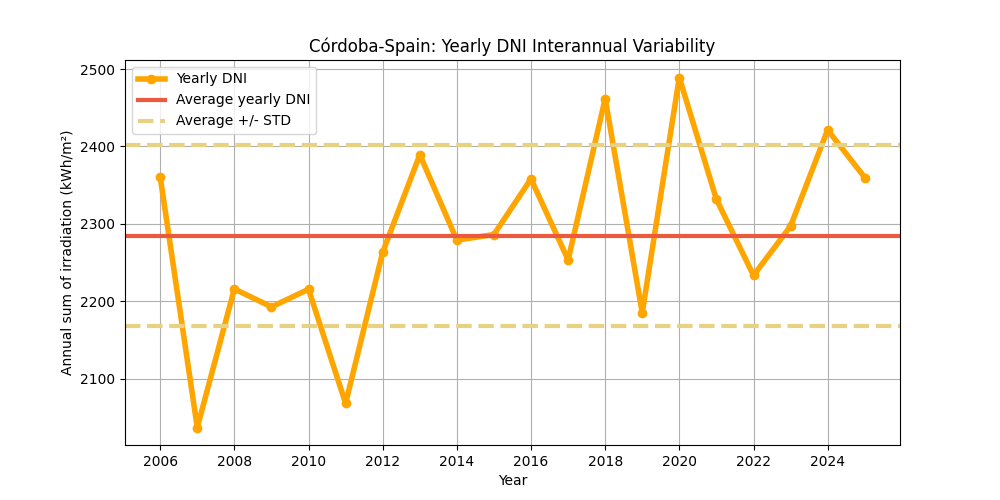 Córdoba-Spain: Yearly DNI Interannual Variability
Yearly DNI
Average yearly DNI
Average +/- STD
Annual sum of irradiation (kWh/m²)
2500
2400
2300
2200
2100
2006 2008 2010 2012 2014 2016 2018 2020 2022 2024
Year